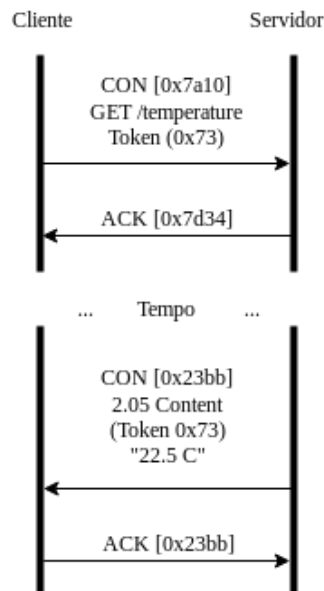 Cliente Servidor
CON [0x7a10]
GET /temperature
Token (0x73)
ACK [0x7d34]
... Tempo ...
CON [0x23bb]
2.05 Content
(Token 0x73)
"22.5 C"
ACK [0x23bb]